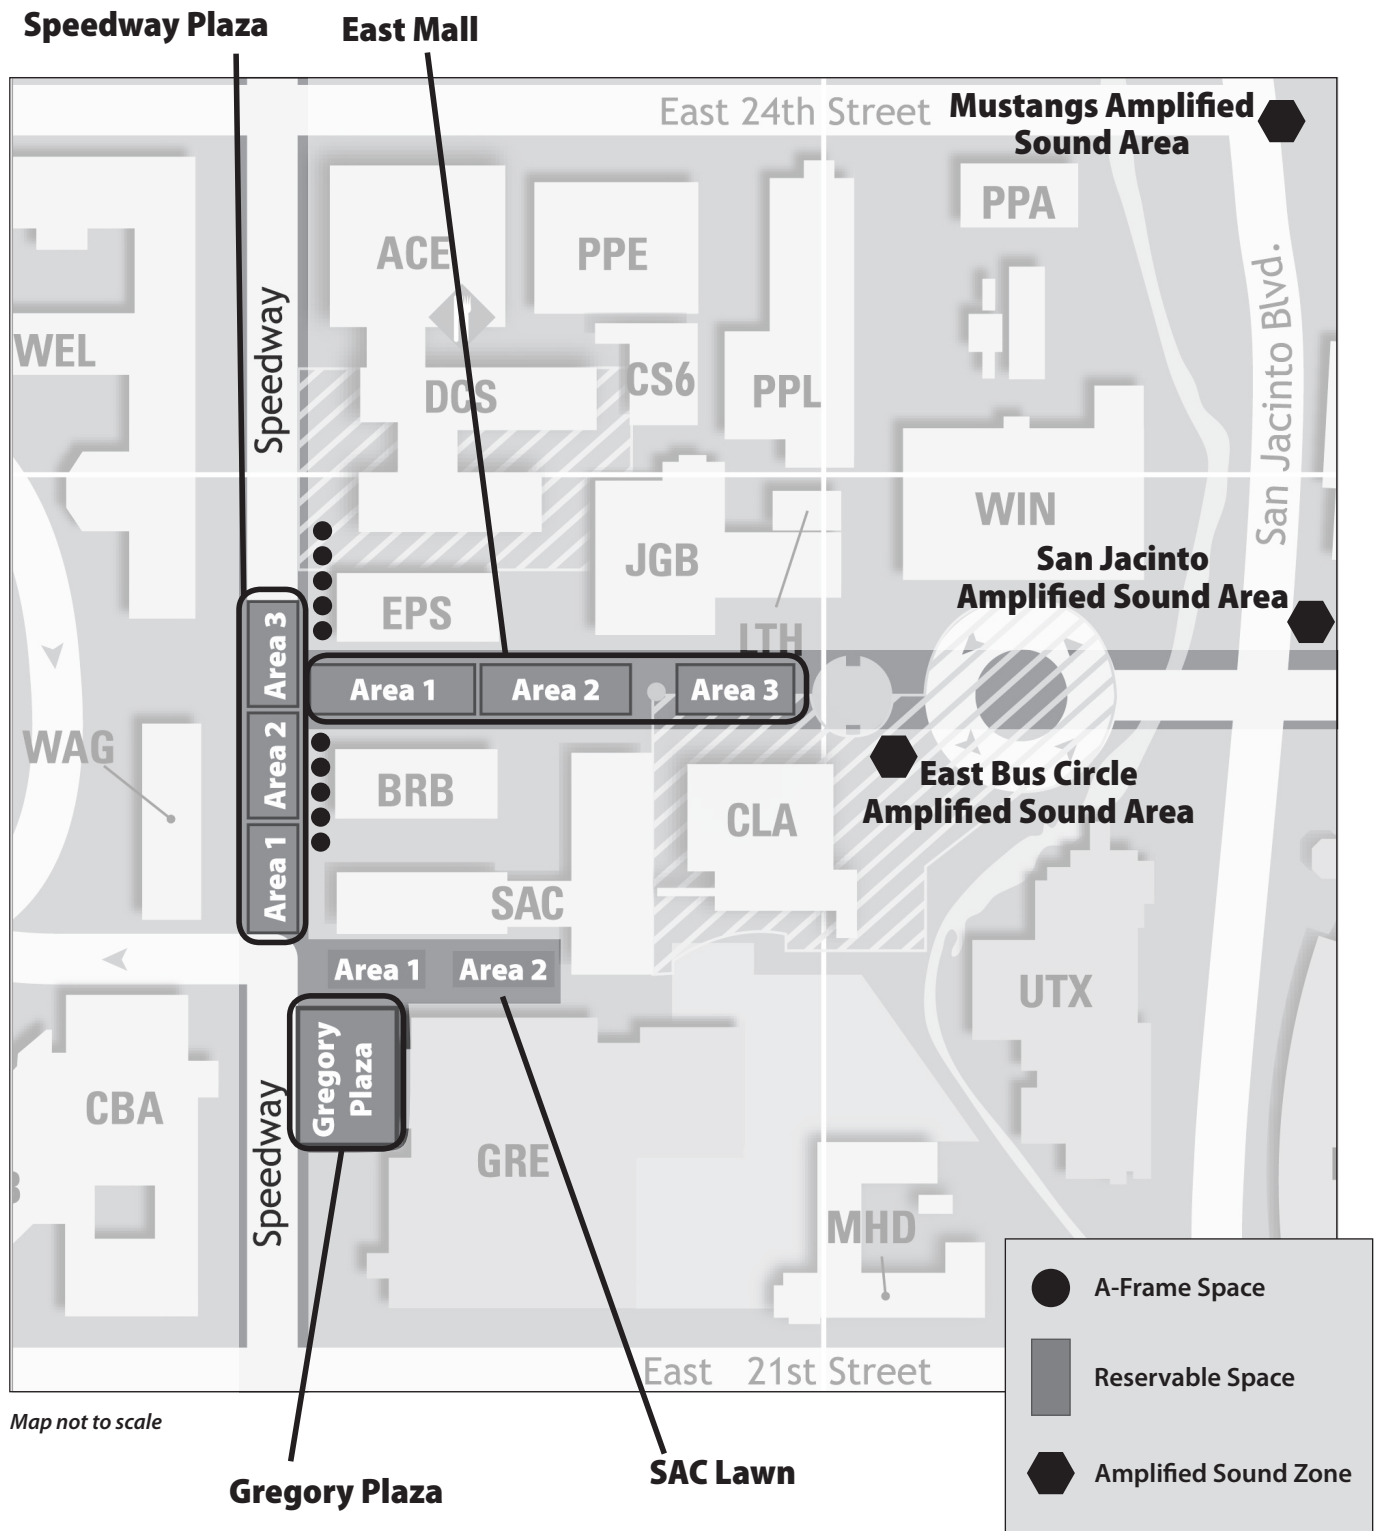 Speedway Plaza
East Mall
East 24th Street
Mustangs Amplified
Sound Area
PPA
ACE
PPE
San Jacinto Blvd.
Speedway
WEL
DCS
CS6
PPL
WIN
JGB
San Jacinto
Amplified Sound Area
EPS
LTH
Area 3
Area 1
Area 2
Area 3
WAG
Area 2
BRB
East Bus Circle
Amplified Sound Area
CLA
Area 1
SAC
Area 1
Area 2
UTX
Gregory
Plaza
CBA
Speedway
GRE
MHD
A-Frame Space
East 21st Street
Reservable Space
Map not to scale
SAC Lawn
Amplified Sound Zone
Gregory Plaza